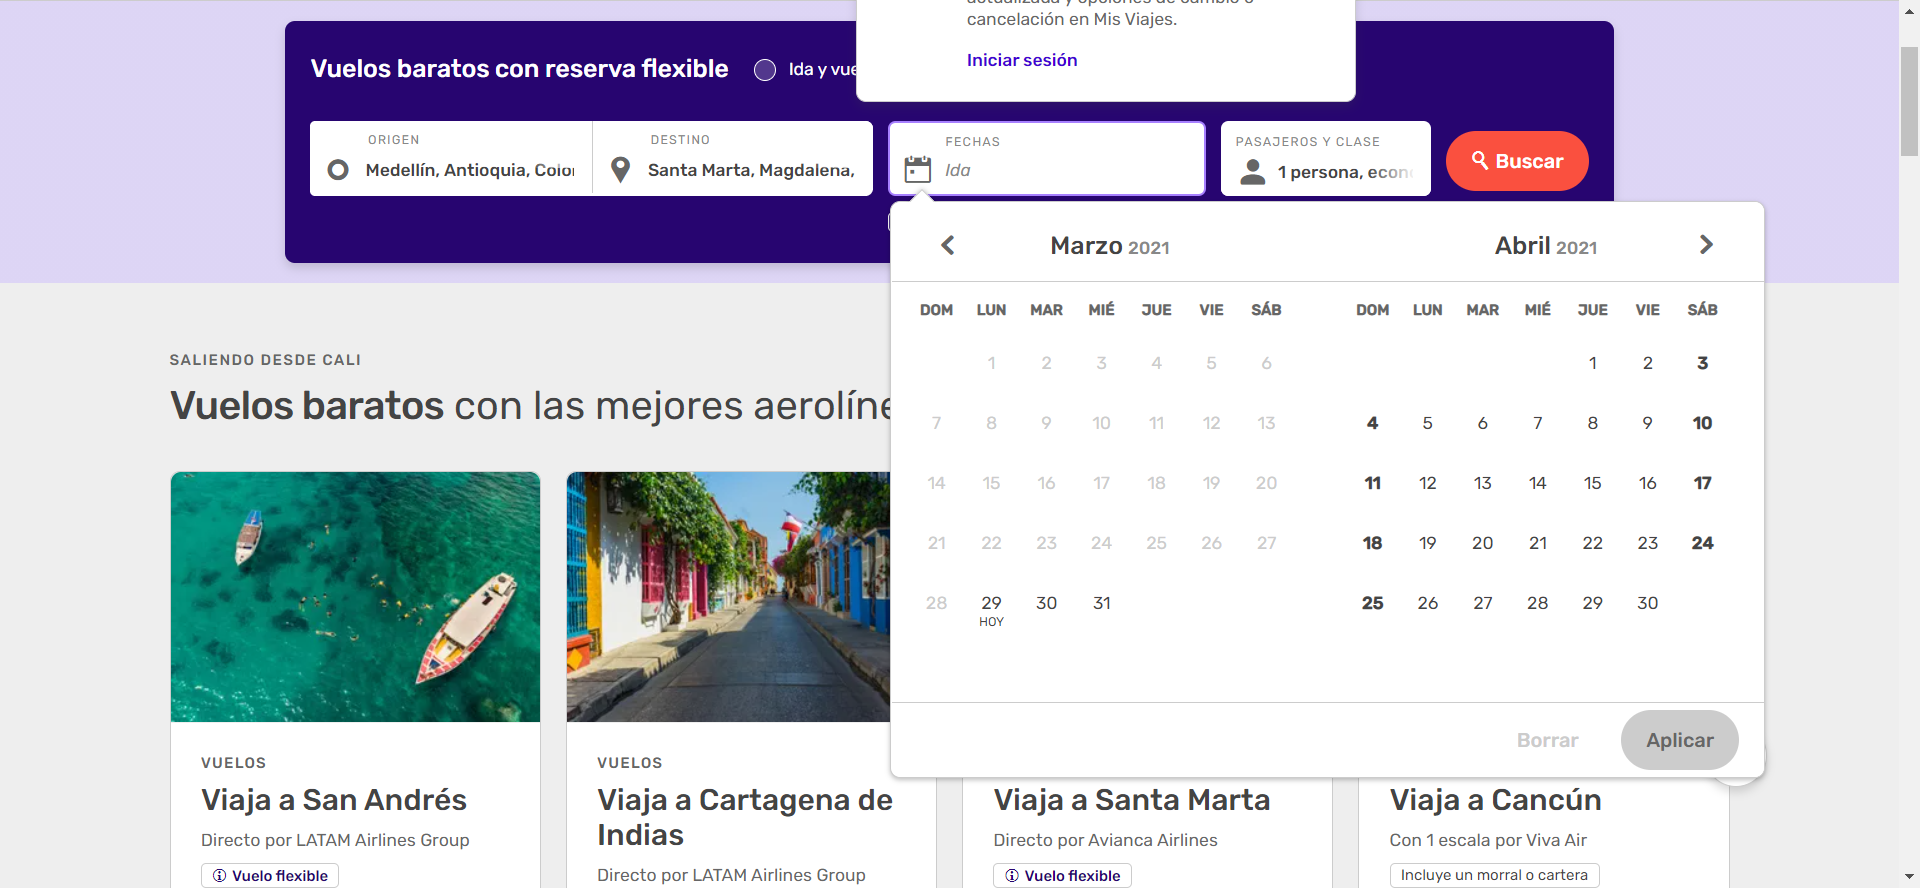 cancelación en Mis Viajes.
Iniciar sesión
Vuelos baratos con reserva flexible
Ida y vue
ORIGEN
Medellín, Antioquia, Colo
DESTINO
Santa Marta, Magdalena,
FECHAS
Ida
PASAJEROS Y CLASE
1 persona, econ
Buscar
Marzo 2021
Abril 2021
DOM LUN MAR MIÉ JUE VIE SÁB
1 2 3 4 5 6
7 8 9 10 11 12 13
14 15 16 17 18 19 20
21 22 23 24 25 26 27
28 29 30 31
HOY
DOM LUN MAR MIÉ JUE VIE SÁB
1 2 3
4 5 6 7 8 9 10
11 12 13 14 15 16 17
18 19 20 21 22 23 24
25 26 27 28 29 30
Borrar
Aplicar
SALIENDO DESDE CALI
Vuelos baratos con las mejores aerolíne
VUELOS
Viaja a San Andrés
Directo por LATAM Airlines Group
Vuelo flexible
VUELOS
Viaja a Cartagena de
Indias
Directo por LATAM Airlines Group
Viaja a Santa Marta
Directo por Avianca Airlines
Vuelo flexible
Viaja a Cancún
Con 1 escala por Viva Air
Incluye un morral o cartera